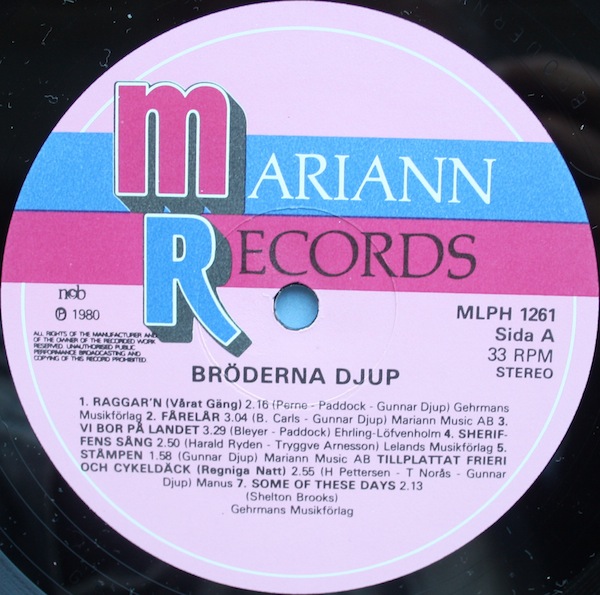 MARIANN
RECORDS
ncb
Ⓟ 1980
ALL RIGHTS OF THE MANUFACTURER AND
OF THE OWNER OF THE RECORDED WORK
RESERVED. UNAUTHORISED PUBLIC
PERFORMANCE BROADCASTING AND
COPYING OF THIS RECORD PROHIBITED
MLPH 1261
Sida A
33 RPM
STEREO
BRÖDERNA DJUP
1. RAGGAR'N (Vårat Gäng) 2.16 (Perne - Paddock - Gunnar Djup) Gehrmans
Musikförlag 2. FÅRELÅR 3.04 (B. Carls - Gunnar Djup) Mariann Music AB 3.
VI BOR PÅ LANDET 3.29 (Bleyer - Paddock) Ehrling-Löfvenholm 4. SHERIF-
FENS SÅNG 2.50 (Harald Ryden - Tryggve Arnesson) Lelands Musikförlag 5.
STÅMPEN 1.58 (Gunnar Djup) Mariann Music AB TILLPLATTAT FRIERI
OCH CYKELDÄCK (Regniga Natt) 2.55 (H Pettersen - T Norås - Gunnar
Djup) Manus 7. SOME OF THESE DAYS 2.13
(Shelton Brooks)
Gehrmans Musikförlag